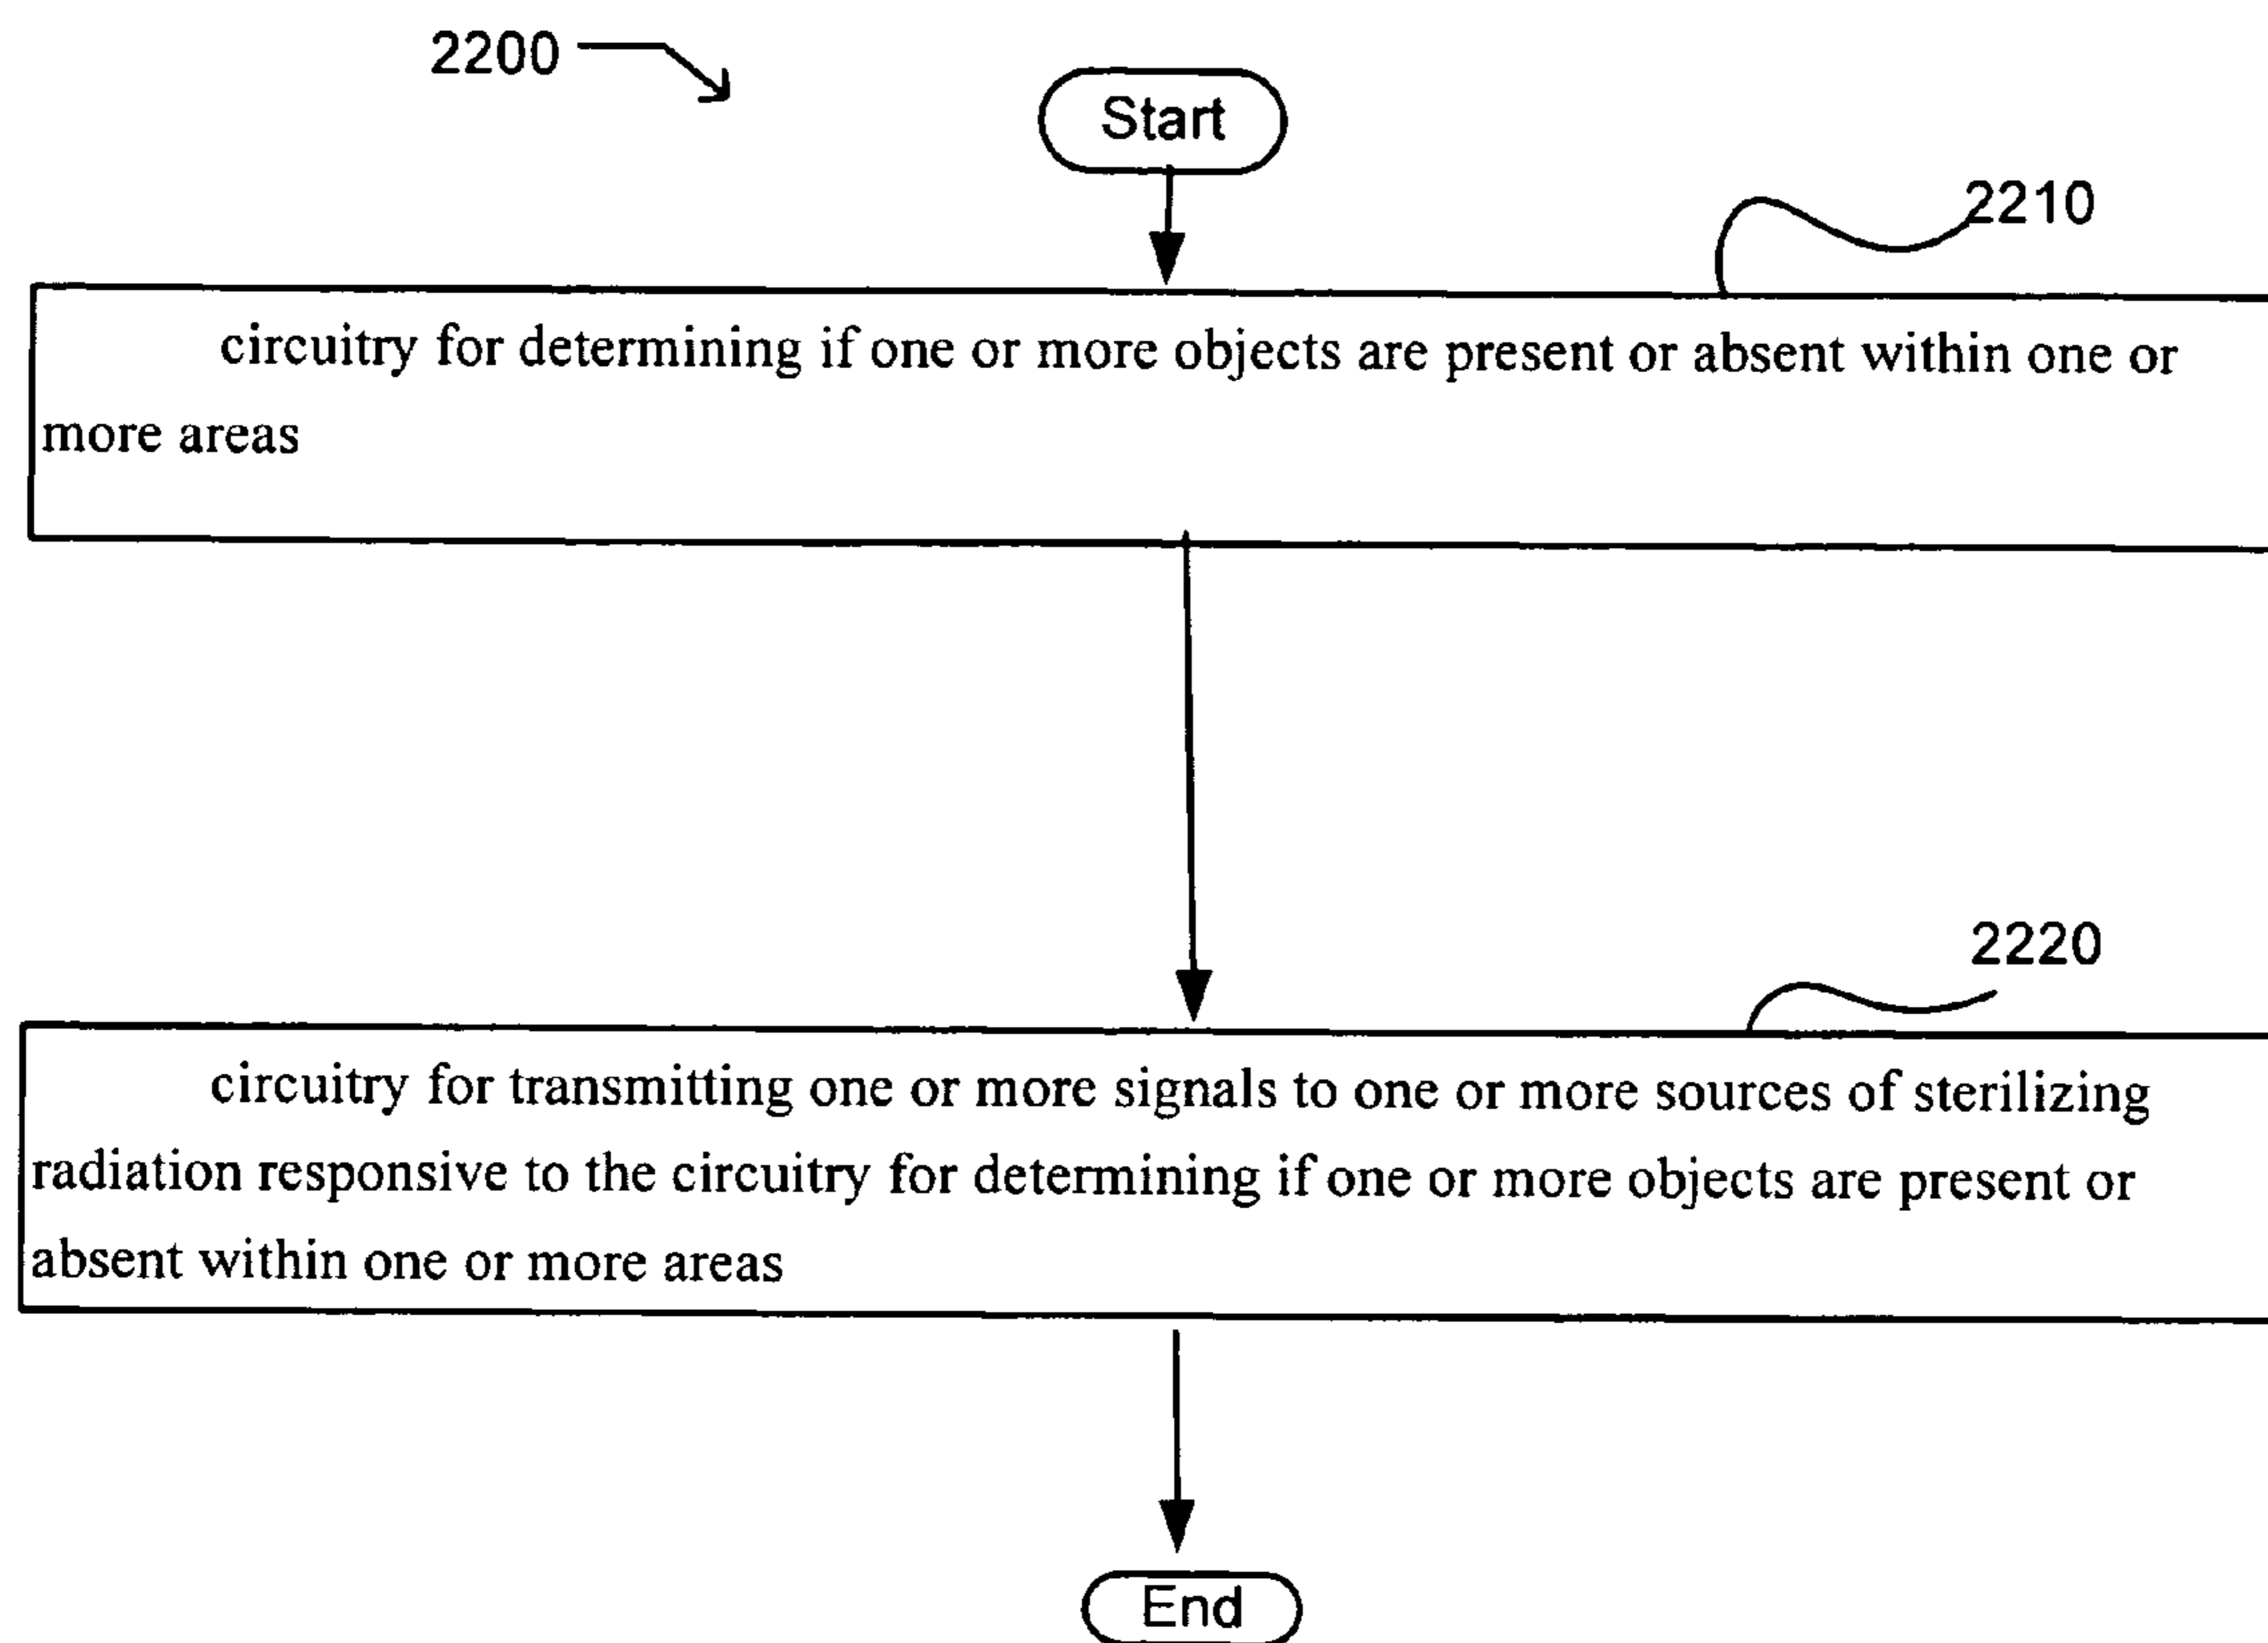 2200
Start
2210
circuitry for determining if one or more objects are present or absent within one or
more areas
2220
circuitry for transmitting one or more signals to one or more sources of sterilizing
radiation responsive to the circuitry for determining if one or more objects are present or
absent within one or more areas
End